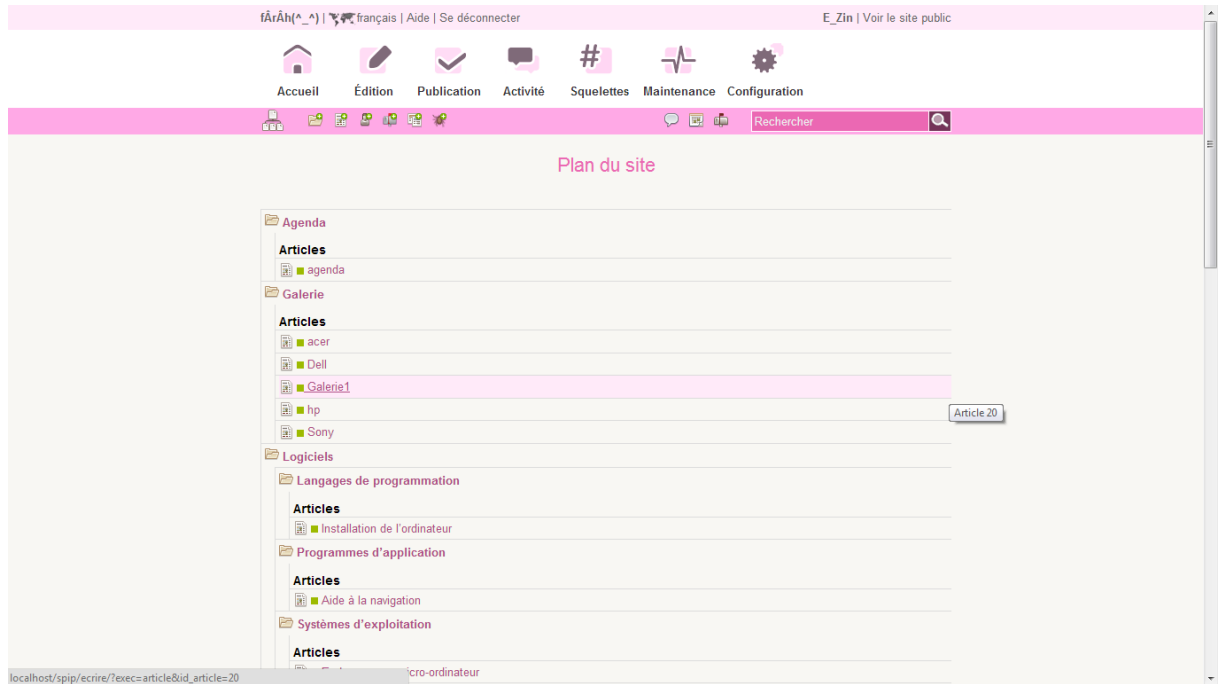 fÂrÂh(^_^) | français | Aide | Se déconnecter E_Zin | Voir le site public
Accueil Édition Publication Activité Squelettes Maintenance Configuration
Rechercher
Plan du site
Agenda
Articles
agenda
Galerie
Articles
acer
Dell
Galerie1
hp
Article 20
Sony
Logiciels
Langages de programmation
Articles
Installation de l'ordinateur
Programmes d'application
Articles
Aide à la navigation
Systèmes d'exploitation
Articles
cro-ordinateur
localhost/spip/ecrire/?exec=article&id_article=20